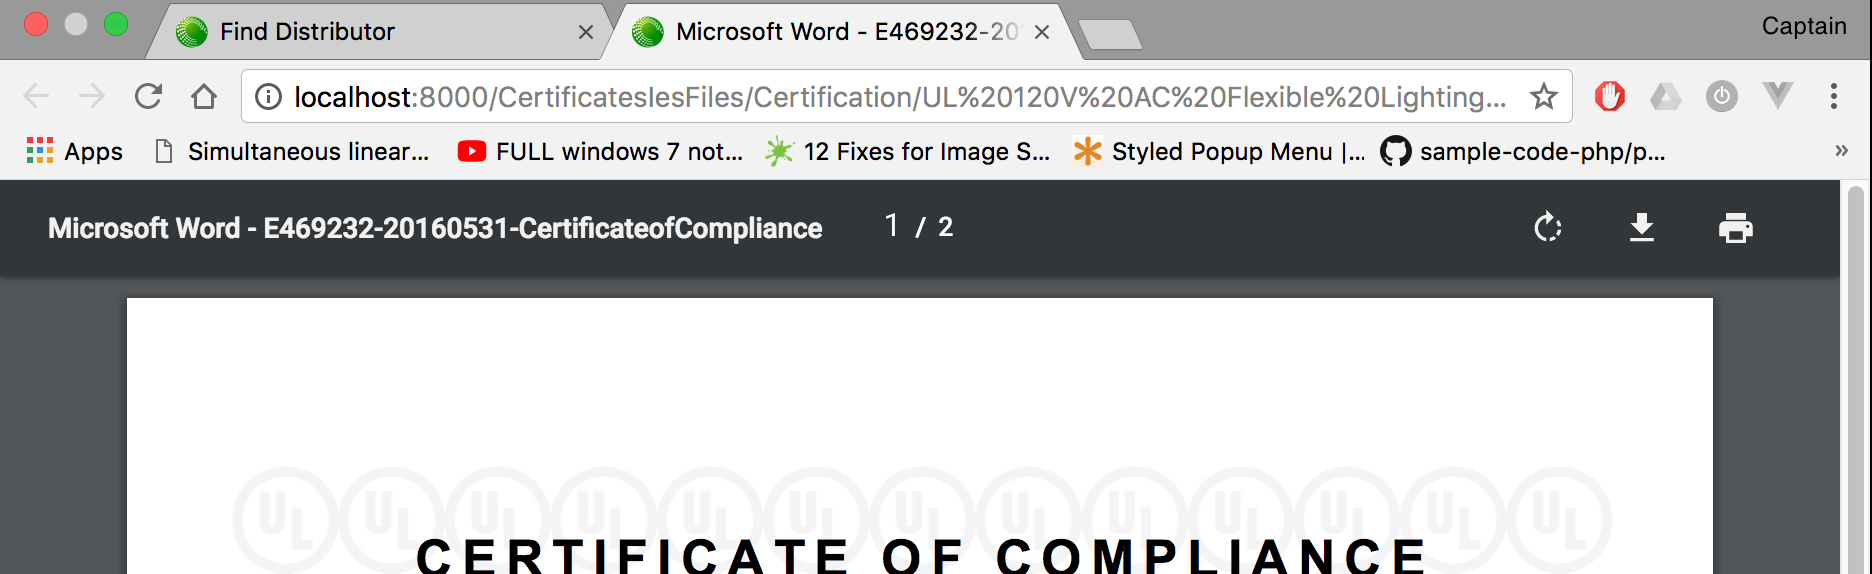 Find Distributor
Microsoft Word - E469232-20
Captain
localhost:8000/CertificatesIesFiles/Certification/UL%20120V%20AC%20Flexible%20Lighting...
Apps Simultaneous linear... FULL windows 7 not... 12 Fixes for Image S... Styled Popup Menu |... sample-code-php/p... »
Microsoft Word - E469232-20160531-CertificateofCompliance 1 / 2
UL UL UL UL UL UL UL UL UL UL UL UL UL
CERTIFICATE OF COMPLIANCE